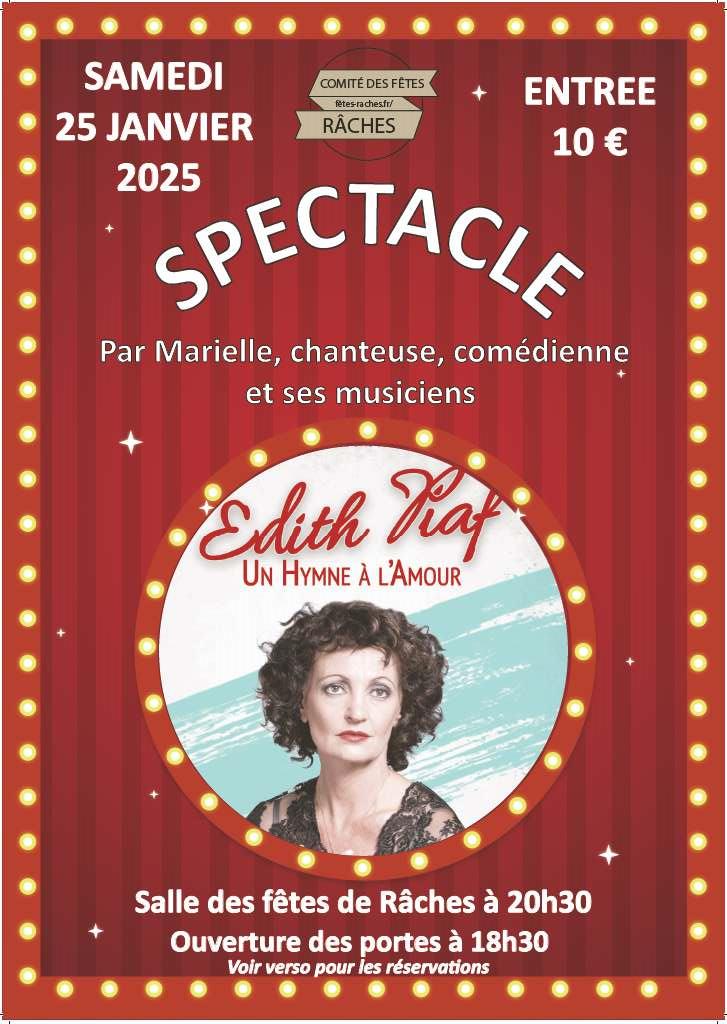 SAMEDI
25 JANVIER
2025
COMITÉ DES FÊTES
fêtes-raches.fr/
RÂCHES
ENTREE
10 €
SPECTACLE
Par Marielle, chanteuse, comédienne
et ses musiciens
Edith Piaf
UN HYMNE À L'AMOUR
Salle des fêtes de Râches à 20h30
Ouverture des portes à 18h30
Voir verso pour les réservations